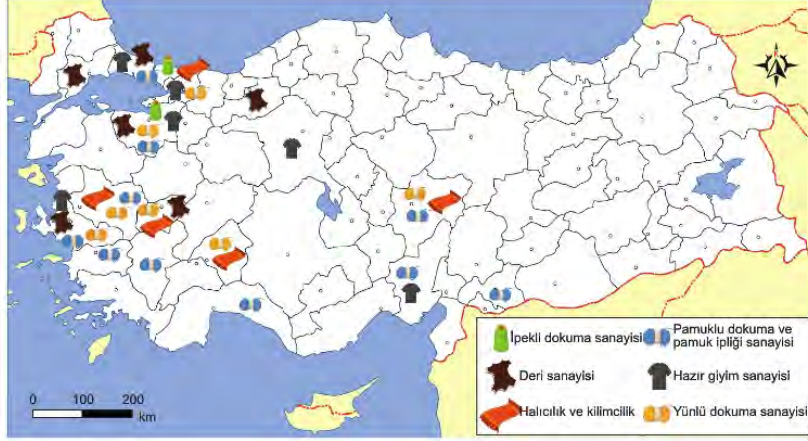 İpekli dokuma sanayisi
Pamuklu dokuma ve
pamuk ipliği sanayisi
Deri sanayisi
Hazır giyim sanayisi
Halıcılık ve kilimcilik
Yünlü dokuma sanayisi
0 100 200
km